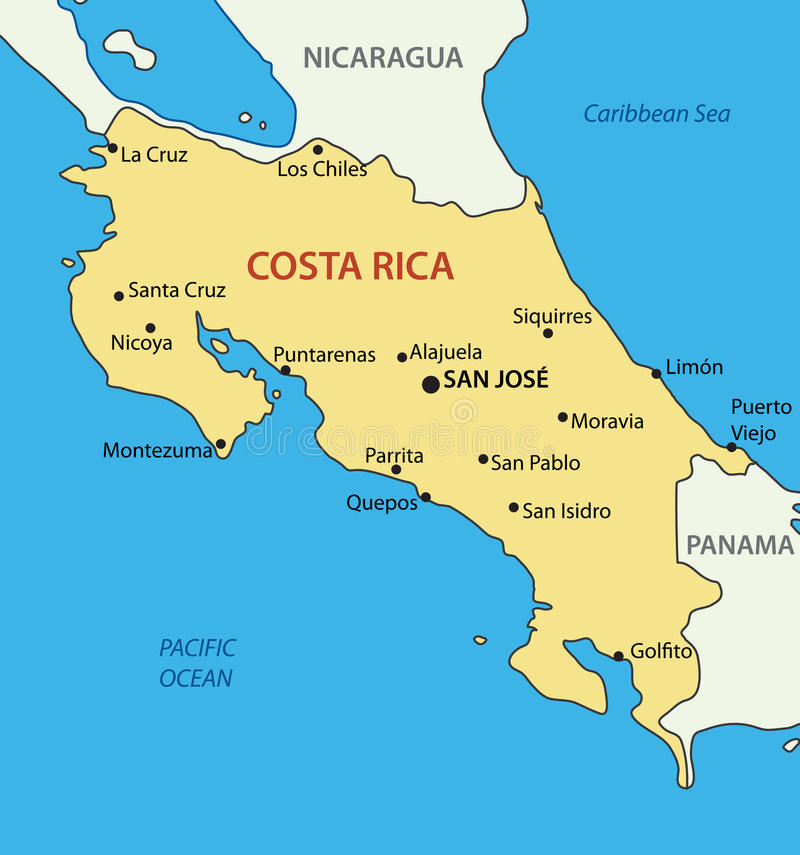 NICARAGUA
Caribbean Sea
La Cruz
Los Chiles
COSTA RICA
Santa Cruz
Siquirres
Nicoya
Puntarenas
Alajuela
Limón
SAN JOSÉ
Puerto
Viejo
Moravia
Montezuma
Parrita
San Pablo
Quepos
San Isidro
PANAMA
PACIFIC
OCEAN
Golfito
dreamstime